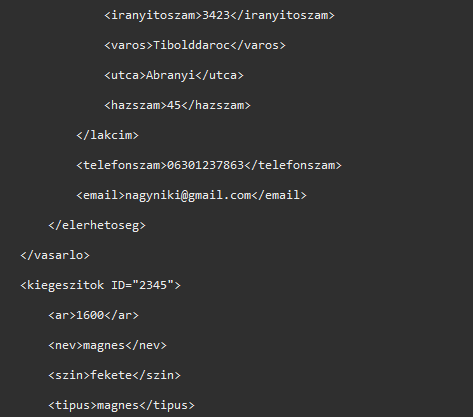 <iranyitoszam>3423</iranyitoszam>
<varos>Tibolddaroc</varos>
<utca>Abranyi</utca>
<hazszam>45</hazszam>
</lakcim>
<telefonszam>06301237863</telefonszam>
<email>nagyniki@gmail.com</email>
</elerhetoseg>
</vasarlo>
<kiegeszitok ID="2345">
<ar>1600</ar>
<nev>magnes</nev>
<szin>fekete</szin>
<tipus>magnes</tipus>